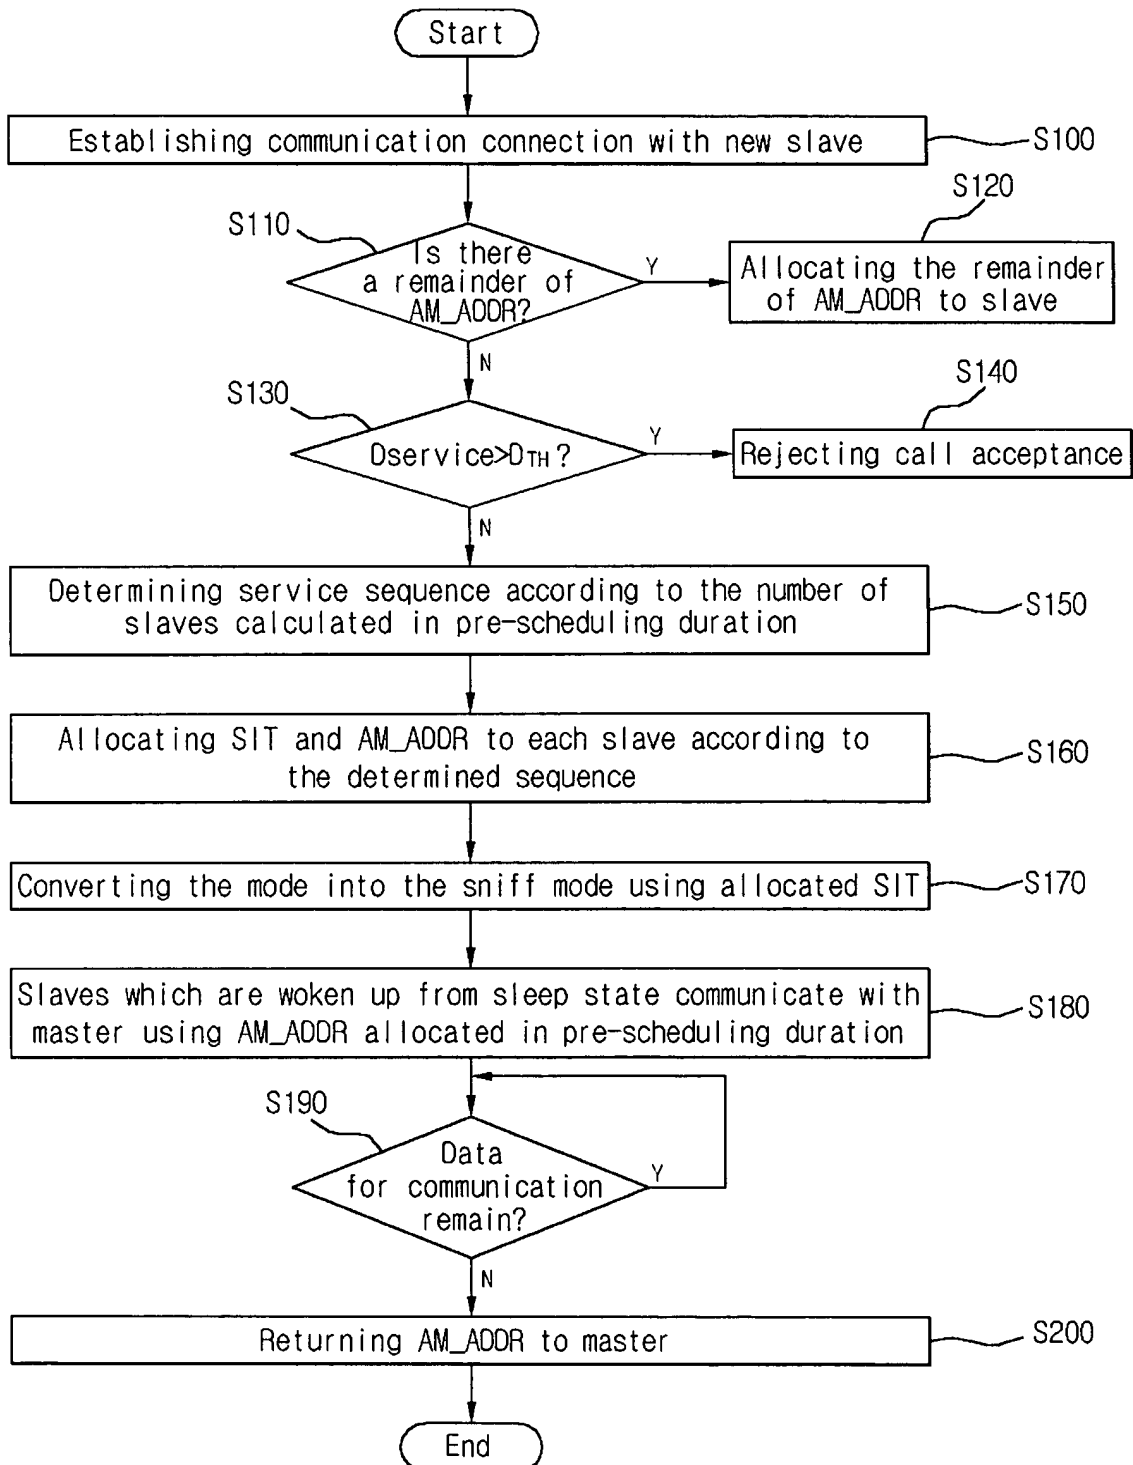 Start
Establishing communication connection with new slave
S100
S110
Is there
a remainder of
AM_ADDR?
Y
S120
Allocating the remainder
of AM_ADDR to slave
N
S130
Dservice>DTH?
Y
S140
Rejecting call acceptance
N
Determining service sequence according to the number of
slaves calculated in pre-scheduling duration
S150
Allocating SIT and AM_ADDR to each slave according to
the determined sequence
S160
Converting the mode into the sniff mode using allocated SIT
S170
Slaves which are woken up from sleep state communicate with
master using AM_ADDR allocated in pre-scheduling duration
S180
S190
Data
for communication
remain?
Y
N
Returning AM_ADDR to master
S200
End